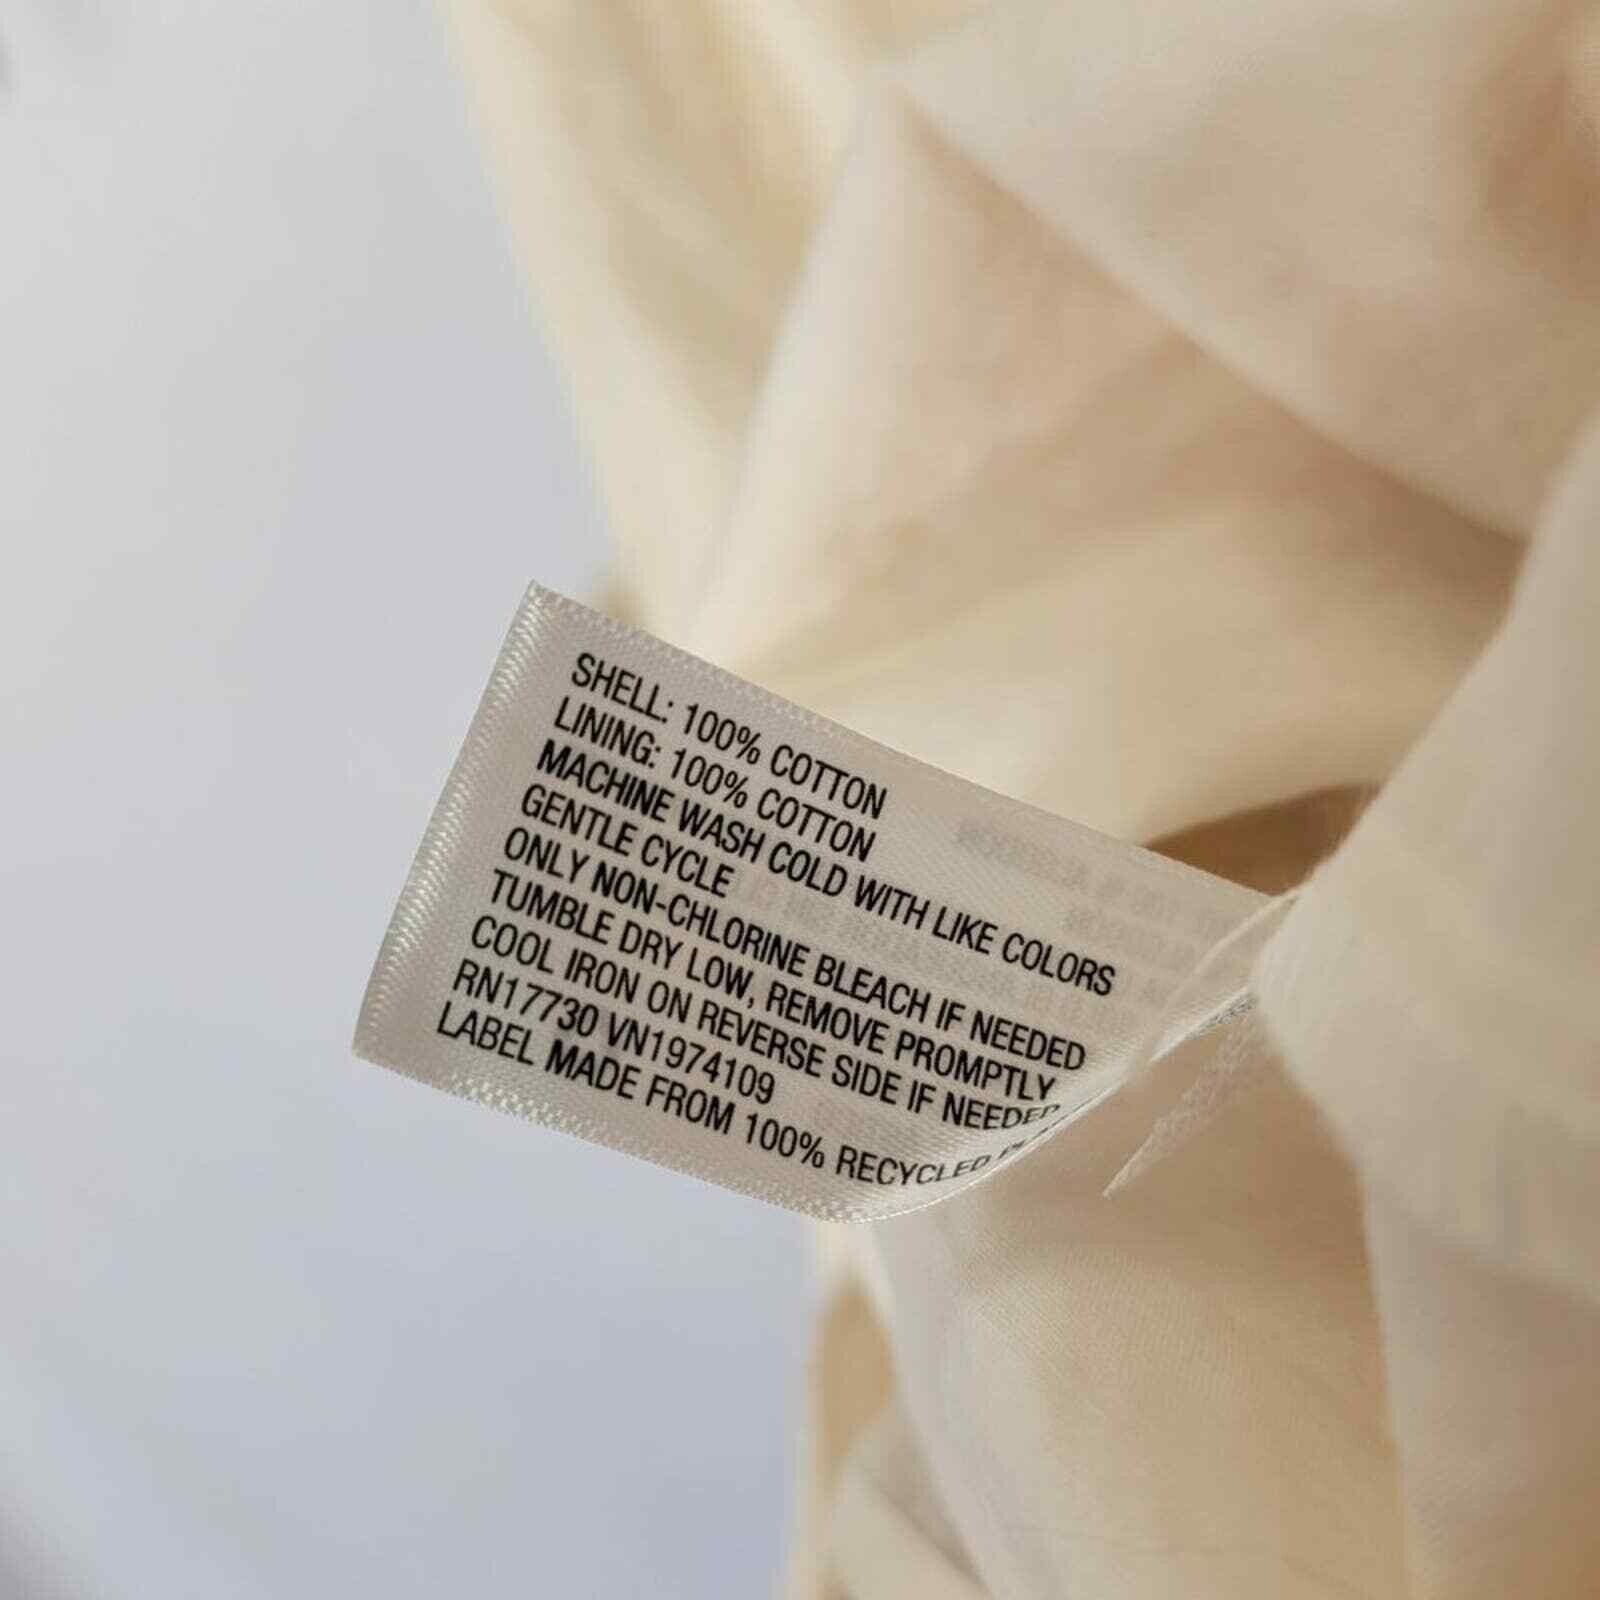 SHELL: 100% COTTON
LINING: 100% COTTON
MACHINE WASH COLD WITH LIKE COLORS
GENTLE CYCLE
ONLY NON-CHLORINE BLEACH IF NEEDED
TUMBLE DRY LOW, REMOVE PROMPTLY
COOL IRON ON REVERSE SIDE IF NEEDED
RN17730 VN1974109
LABEL MADE FROM 100% RECYCLED